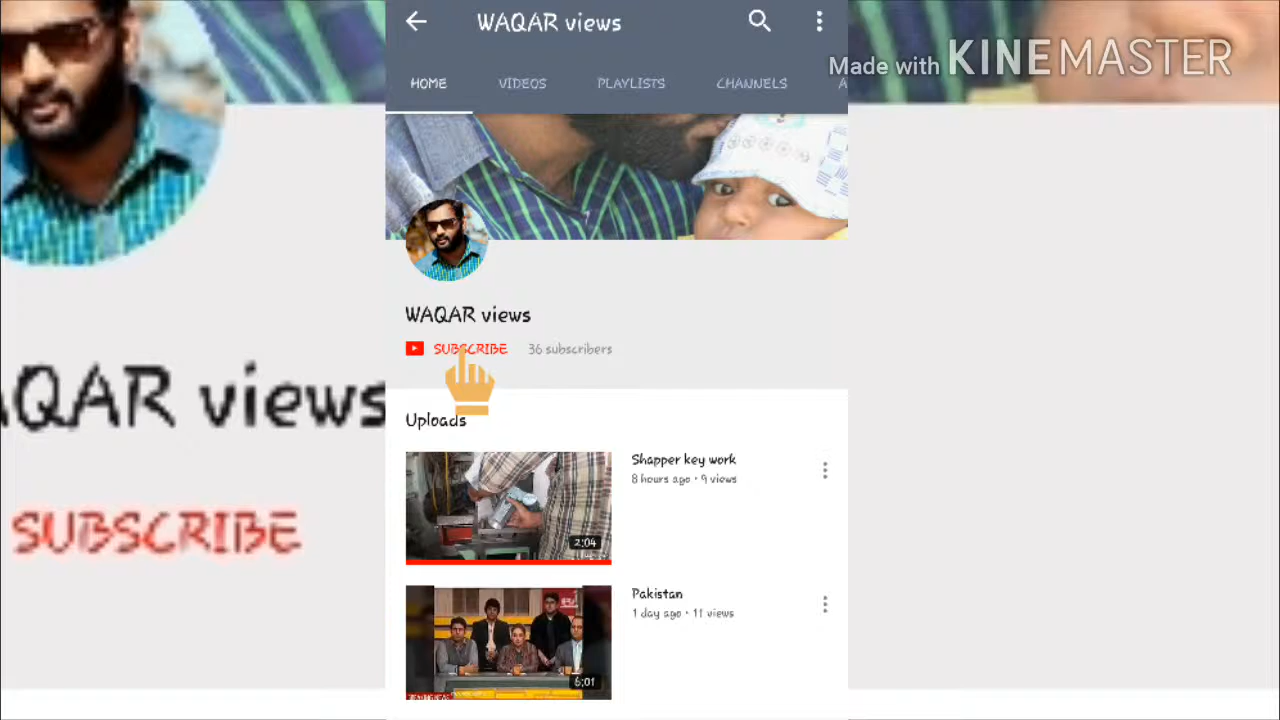 WAQAR views
Made with KINEMASTER
HOME VIDEOS PLAYLISTS CHANNELS A
WAQAR views
SUBSCRIBE 36 subscribers
Uploads
Shapper key work
8 hours ago • 9 views
2:04
Pakistan
1 day ago • 11 views
6:01
AQAR views
SUBSCRIBE